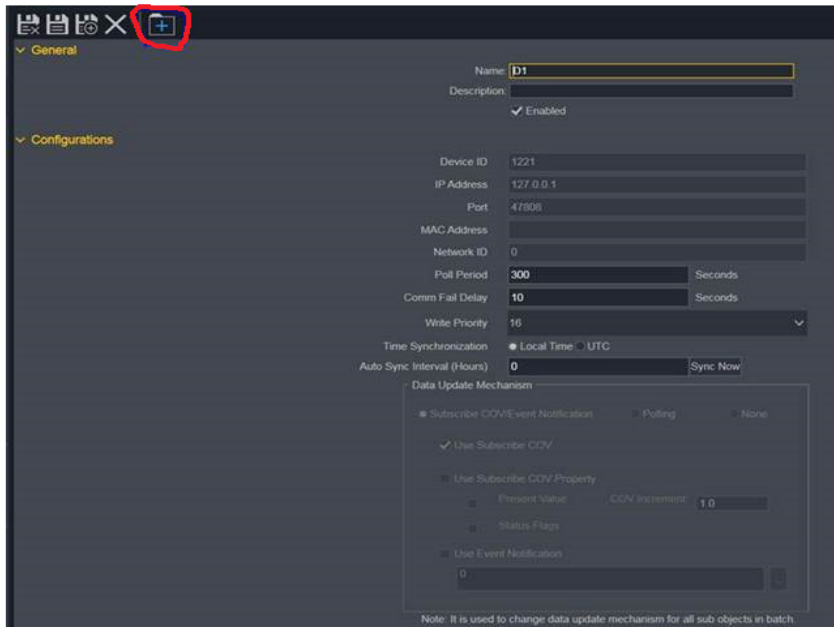 General
Name: D1
Description:
Enabled
Configurations
Device ID 1221
IP Address 127.0.0.1
Port 47808
MAC Address
Network ID 0
Poll Period 300 Seconds
Comm Fail Delay 10 Seconds
Write Priority 16
Time Synchronization Local Time UTC
Auto Sync Interval (Hours) 0 Sync Now
Data Update Mechanism
Subscribe COV/Event Notification Polling None
Use Subscribe COV
Use Subscribe COV Property
Present Value COV Increment 1.0
Status Flags
Use Event Notification
0
Note: It is used to change data update mechanism for all sub objects in batch